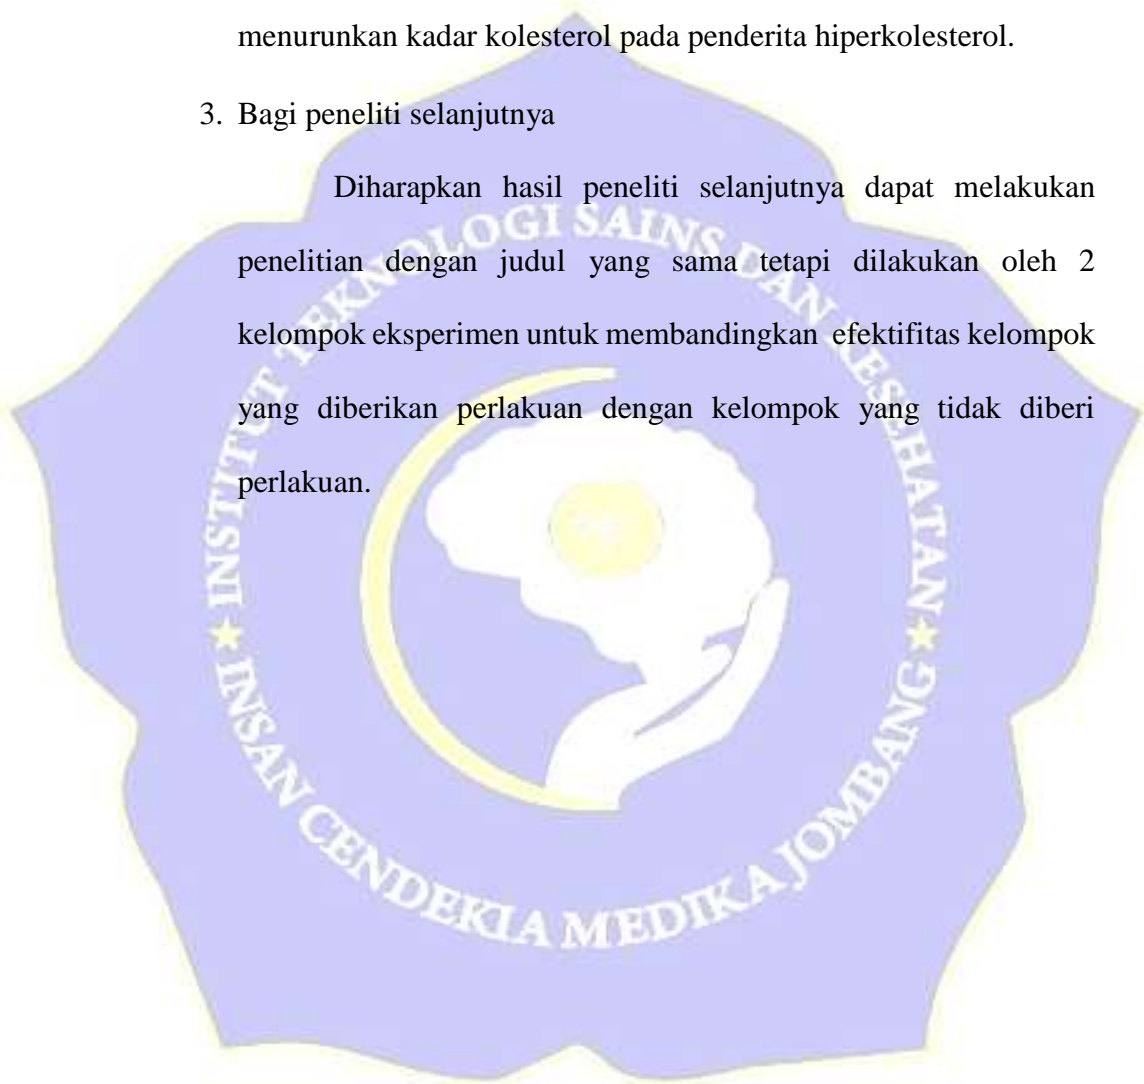 menurunkan kadar kolesterol pada penderita hiperkolesterol.
3. Bagi peneliti selanjutnya
Diharapkan hasil peneliti selanjutnya dapat melakukan
penelitian dengan judul yang sama tetapi dilakukan oleh 2
kelompok eksperimen untuk membandingkan efektifitas kelompok
yang diberikan perlakuan dengan kelompok yang tidak diberi
perlakuan.
INSTITUT TEKNOLOGI SAINS DAN KESEHATAN
INSAN CENDEKIA MEDIKA JOMBANG